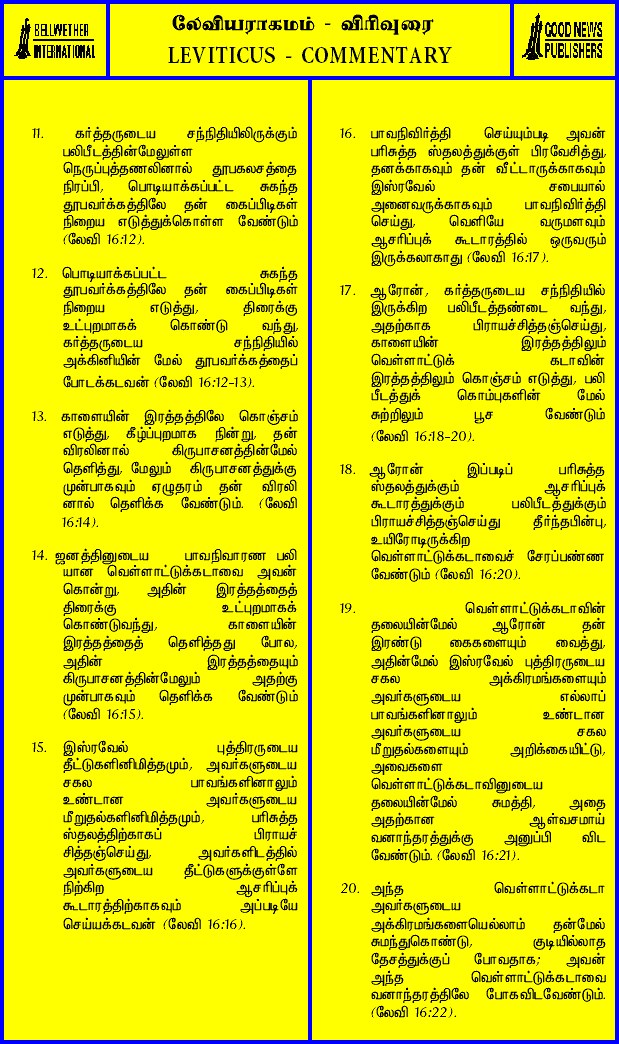 BELLWETHER
INTERNATIONAL
லேவியராகமம் - விரிவுரை
LEVITICUS - COMMENTARY
GOOD NEWS
PUBLISHERS
11. கர்த்தருடைய சந்நிதியிலிருக்கும்
பலிபீடத்தின்மேலுள்ள
நெருப்புத்தணலினால் தூபகலசத்தை
நிரப்பி, பொடியாக்கப்பட்ட சுகந்த
தூபவர்க்கத்திலே தன் கைப்பிடிகள்
நிறைய எடுத்துக்கொள்ள வேண்டும்
(லேவி 16:12).
12. பொடியாக்கப்பட்ட சுகந்த
தூபவர்க்கத்திலே தன் கைப்பிடிகள்
நிறைய எடுத்து, திரைக்கு
உட்புறமாகக் கொண்டு வந்து,
கர்த்தருடைய சந்நிதியில்
அக்கினியின் மேல் தூபவர்க்கத்தைப்
போடக்கடவன் (லேவி 16:12-13).
13. காளையின் இரத்தத்திலே கொஞ்சம்
எடுத்து, கீழ்ப்புறமாக நின்று, தன்
விரலினால் கிருபாசனத்தின்மேல்
தெளித்து, மேலும் கிருபாசனத்துக்கு
முன்பாகவும் ஏழுதரம் தன் விரலி
னால் தெளிக்க வேண்டும். (லேவி
16:14).
14. ஜனத்தினுடைய பாவநிவாரண பலி
யான வெள்ளாட்டுக்கடாவை அவன்
கொன்று, அதின் இரத்தத்தைத்
திரைக்கு உட்புறமாகக்
கொண்டுவந்து, காளையின்
இரத்தத்தைத் தெளித்தது போல,
அதின் இரத்தத்தையும்
கிருபாசனத்தின்மேலும் அதற்கு
முன்பாகவும் தெளிக்க வேண்டும்
(லேவி 16:15).
15. இஸ்ரவேல் புத்திரருடைய
தீட்டுகளினிமித்தமும், அவர்களுடைய
சகல பாவங்களினாலும்
உண்டான அவர்களுடைய
மீறுதல்களினிமித்தமும், பரிசுத்த
ஸ்தலத்திற்காகப் பிராயச்
சித்தஞ்செய்து, அவர்களிடத்தில்
அவர்களுடைய தீட்டுகளுக்குள்ளே
நிற்கிற ஆசரிப்புக்
கூடாரத்திற்காகவும் அப்படியே
செய்யக்கடவன் (லேவி 16:16).
16. பாவநிவிர்த்தி செய்யும்படி அவன்
பரிசுத்த ஸ்தலத்துக்குள் பிரவேசித்து,
தனக்காகவும் தன் வீட்டாருக்காகவும்
இஸ்ரவேல் சபையால்
அனைவருக்காகவும் பாவநிவிர்த்தி
செய்து, வெளியே வருமளவும்
ஆசரிப்புக் கூடாரத்தில் ஒருவரும்
இருக்கலாகாது (லேவி 16:17).
17. ஆரோன், கர்த்தருடைய சந்நிதியில்
இருக்கிற பலிபீடத்தண்டை வந்து,
அதற்காக பிராயச்சித்தஞ்செய்து,
காளையின் இரத்தத்திலும்
வெள்ளாட்டுக் கடாவின்
இரத்தத்திலும் கொஞ்சம் எடுத்து, பலி
பீடத்துக் கொம்புகளின் மேல்
சுற்றிலும் பூச வேண்டும்
(லேவி 16:18-20).
18. ஆரோன் இப்படிப் பரிசுத்த
ஸ்தலத்துக்கும் ஆசரிப்புக்
கூடாரத்துக்கும் பலிபீடத்துக்கும்
பிராயச்சித்தஞ்செய்து தீர்ந்தபின்பு,
உயிரோடிருக்கிற
வெள்ளாட்டுக்கடாவைச் சேரப்பண்ண
வேண்டும் (லேவி 16:20).
19. வெள்ளாட்டுக்கடாவின்
தலையின்மேல் ஆரோன் தன்
இரண்டு கைகளையும் வைத்து,
அதின்மேல் இஸ்ரவேல் புத்திரருடைய
சகல அக்கிரமங்களையும்
அவர்களுடைய எல்லாப்
பாவங்களினாலும் உண்டான
அவர்களுடைய சகல
மீறுதல்களையும் அறிக்கையிட்டு,
அவைகளை
வெள்ளாட்டுக்கடாவினுடைய
தலையின்மேல் சுமத்தி, அதை
அதற்கான ஆள்வசமாய்
வனாந்தரத்துக்கு அனுப்பி விட
வேண்டும். (லேவி 16:21).
20. அந்த வெள்ளாட்டுக்கடா
அவர்களுடைய
அக்கிரமங்களையெல்லாம் தன்மேல்
சுமந்துகொண்டு, குடியில்லாத
தேசத்துக்குப் போவதாக; அவன்
அந்த வெள்ளாட்டுக்கடாவை
வனாந்தரத்திலே போகவிடவேண்டும்.
(லேவி 16:22).